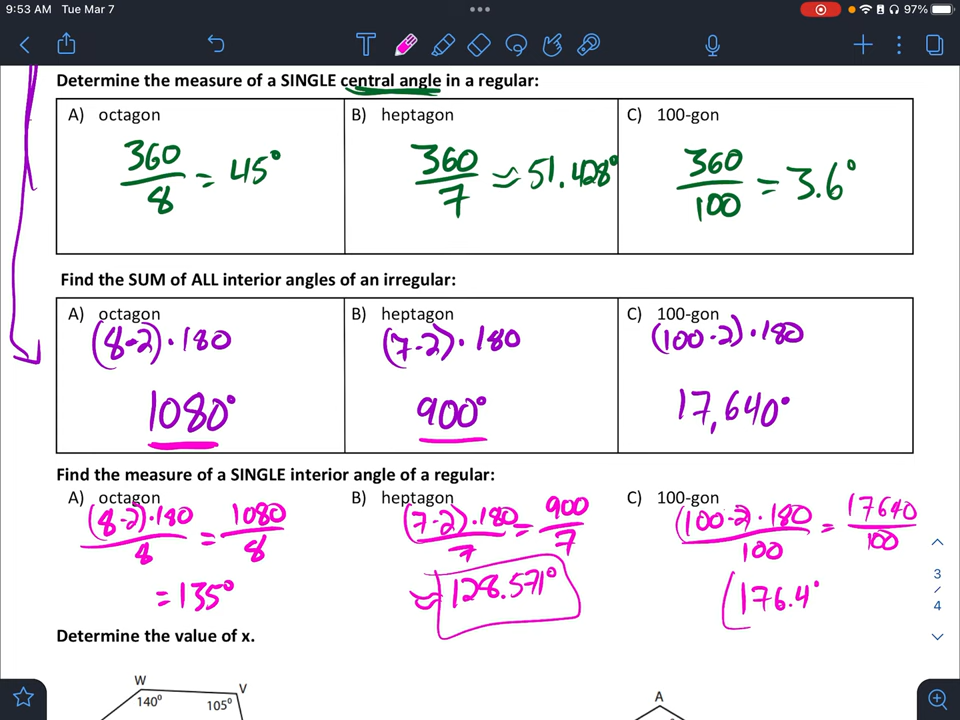 9:53 AM Tue Mar 7
97%
T
Determine the measure of a SINGLE central angle in a regular:
A) octagon
360/8 = 45°
B) heptagon
360/7 ≈ 51.428°
C) 100-gon
360/100 = 3.6°
Find the SUM of ALL interior angles of an irregular:
A) octagon
(8-2)·180
1080°
B) heptagon
(7-2)·180
900°
C) 100-gon
(100-2)·180
17,640°
Find the measure of a SINGLE interior angle of a regular:
A) octagon
(8-2)·180/8 = 1080/8
= 135°
B) heptagon
(7-2)·180/7 = 900/7
≈ 128.571°
C) 100-gon
(100-2·180/100 = 17640/100
176.4°
3
/
4
Determine the value of x.
W
V
140°
105°
A